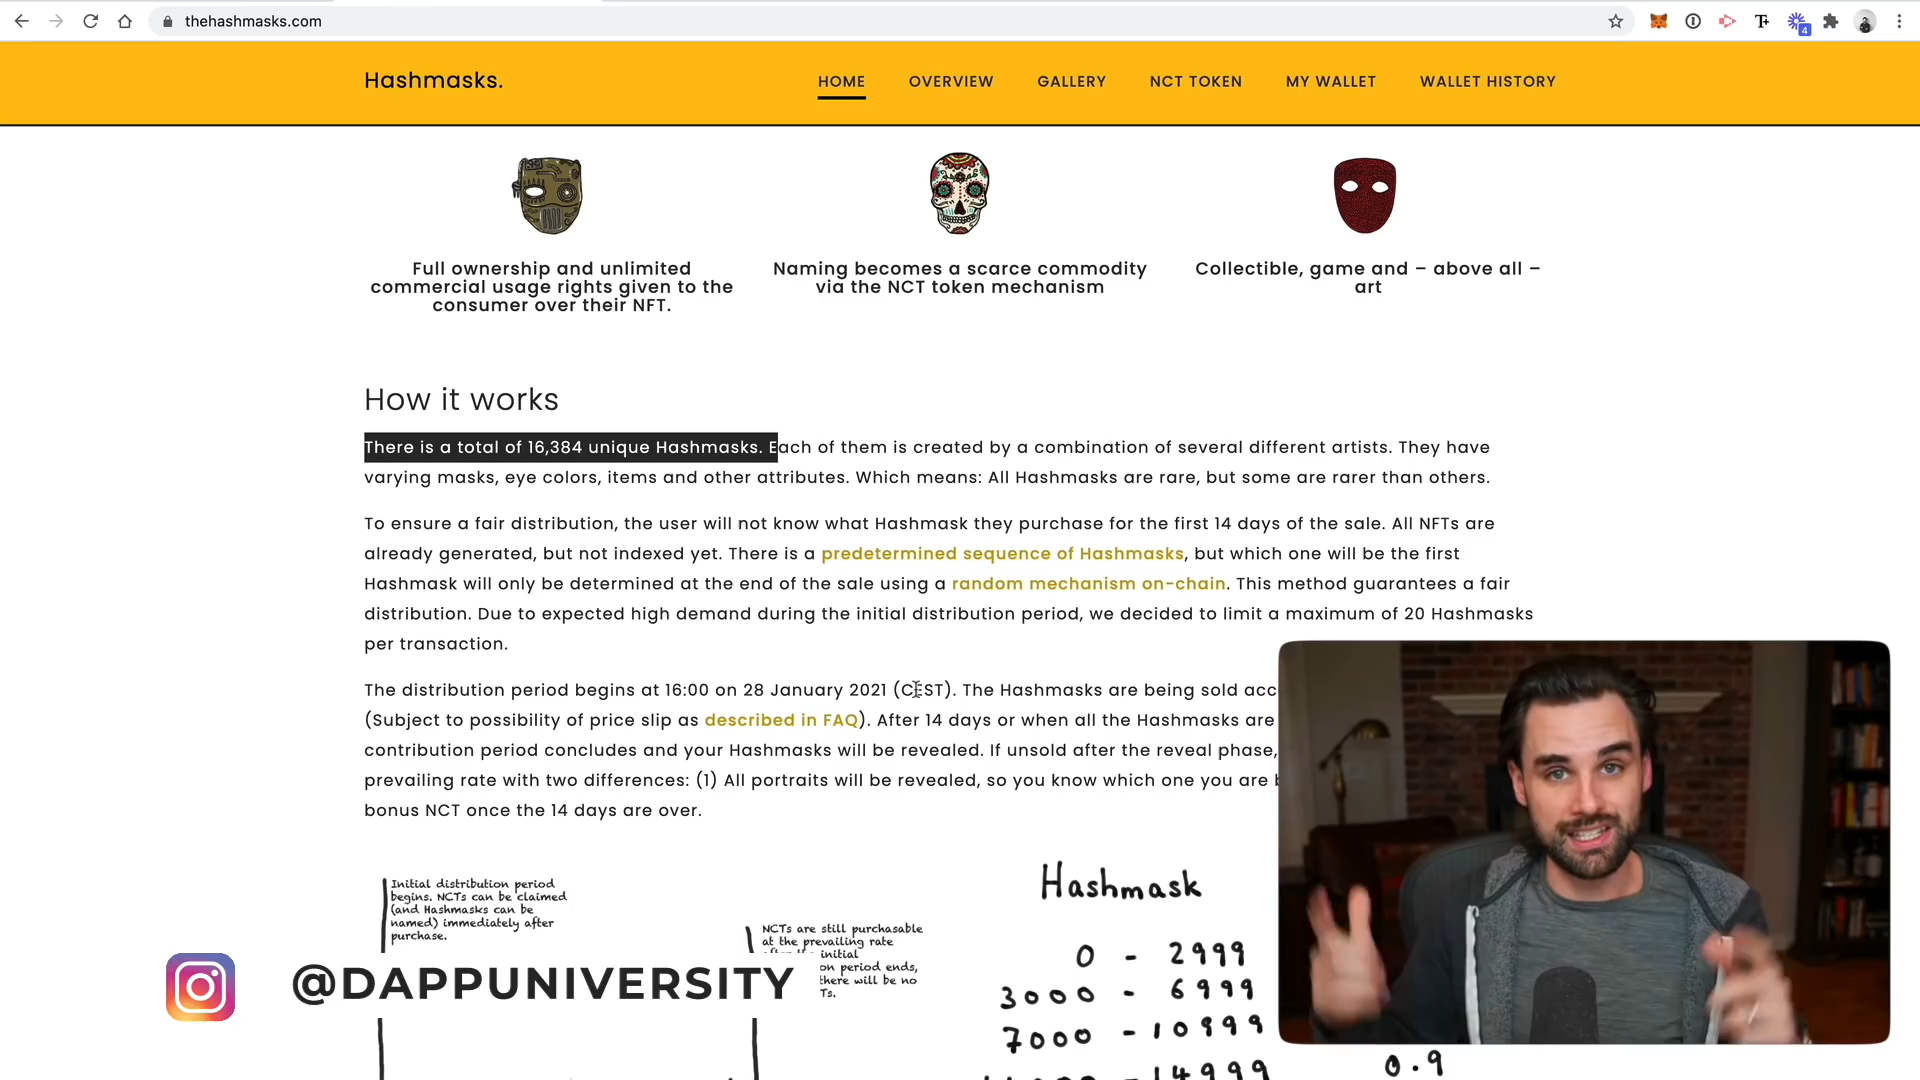 thehashmasks.com
4
Hashmasks.
HOME
OVERVIEW
GALLERY
NCT TOKEN
MY WALLET
WALLET HISTORY
Full ownership and unlimited
commercial usage rights given to the
consumer over their NFT.
Naming becomes a scarce commodity
via the NCT token mechanism
Collectible, game and – above all –
art
How it works
There is a total of 16,384 unique Hashmasks. Each of them is created by a combination of several different artists. They have
varying masks, eye colors, items and other attributes. Which means: All Hashmasks are rare, but some are rarer than others.
To ensure a fair distribution, the user will not know what Hashmask they purchase for the first 14 days of the sale. All NFTs are
already generated, but not indexed yet. There is a predetermined sequence of Hashmasks, but which one will be the first
Hashmask will only be determined at the end of the sale using a random mechanism on-chain. This method guarantees a fair
distribution. Due to expected high demand during the initial distribution period, we decided to limit a maximum of 20 Hashmasks
per transaction.
The distribution period begins at 16:00 on 28 January 2021 (CEST). The Hashmasks are being sold acc
(Subject to possibility of price slip as described in FAQ). After 14 days or when all the Hashmasks are
contribution period concludes and your Hashmasks will be revealed. If unsold after the reveal phase,
prevailing rate with two differences: (1) All portraits will be revealed, so you know which one you are
bonus NCT once the 14 days are over.
Initial distribution period
begins. NCTs can be claimed
(and Hashmasks can be
named) immediately after
purchase.
NCTs are still purchasable
at the prevailing rate
initial
on period ends,
there will be no
Ts.
Hashmask
0 - 2999
3000 - 6999
7000 - 10999
14999
0.9
@DAPPUNIVERSITY